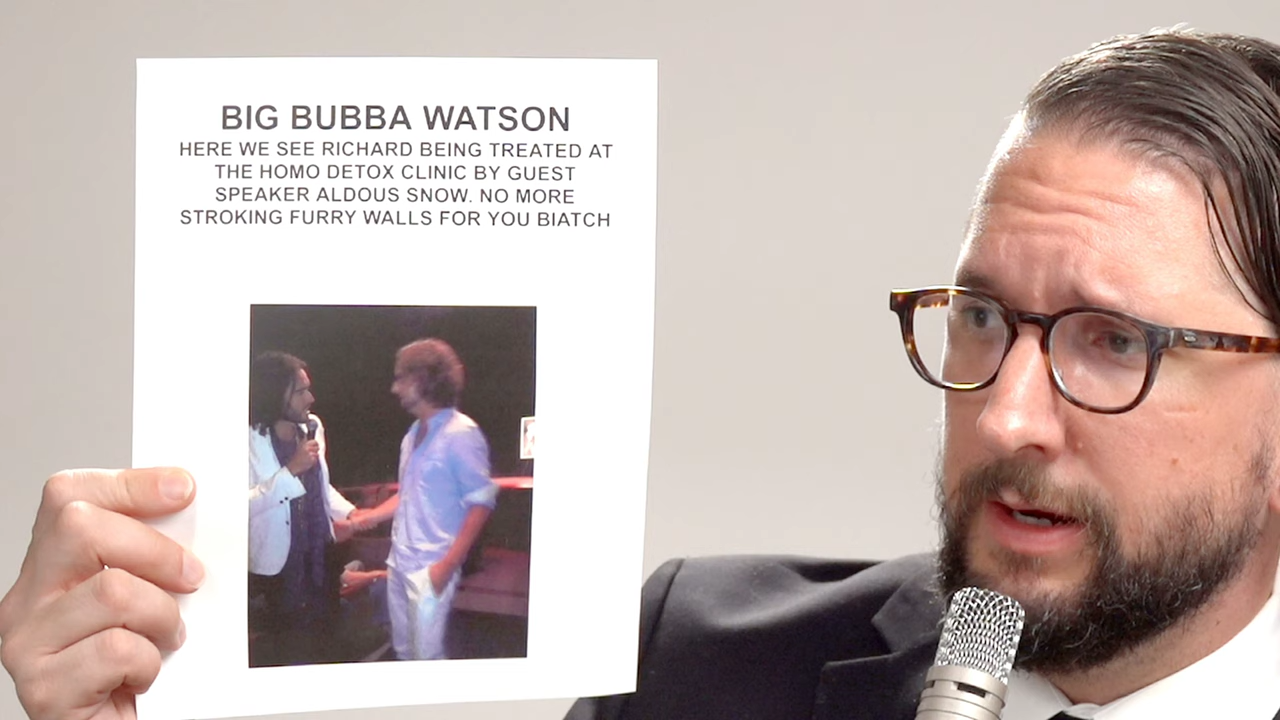 BIG BUBBA WATSON
HERE WE SEE RICHARD BEING TREATED AT
THE HOMO DETOX CLINIC BY GUEST
SPEAKER ALDOUS SNOW. NO MORE
STROKING FURRY WALLS FOR YOU BIATCH